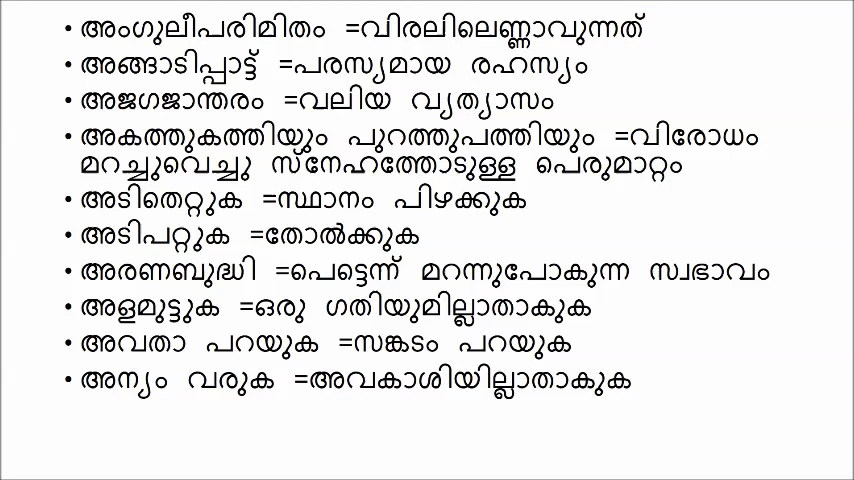 • അംഗുലീപരിമിതം =വിരലിലെണ്ണാവുന്നത്
• അങ്ങാടിപ്പാട്ട് =പരസ്യമായ രഹസ്യം
• അജഗജാന്തരം =വലിയ വ്യത്യാസം
• അകത്തുകത്തിയും പുറത്തുപത്തിയും =വിരോധം
മറച്ചുവെച്ചു സ്നേഹത്തോടുള്ള പെരുമാറ്റം
• അടിതെറ്റുക =സ്ഥാനം പിഴക്കുക
• അടിപറ്റുക =തോൽക്കുക
• അരണബുദ്ധി =പെട്ടെന്ന് മറന്നുപോകുന്ന സ്വഭാവം
• അളമുട്ടുക =ഒരു ഗതിയുമില്ലാതാകുക
• അവതാ പറയുക =സങ്കടം പറയുക
• അന്യം വരുക =അവകാശിയില്ലാതാകുക